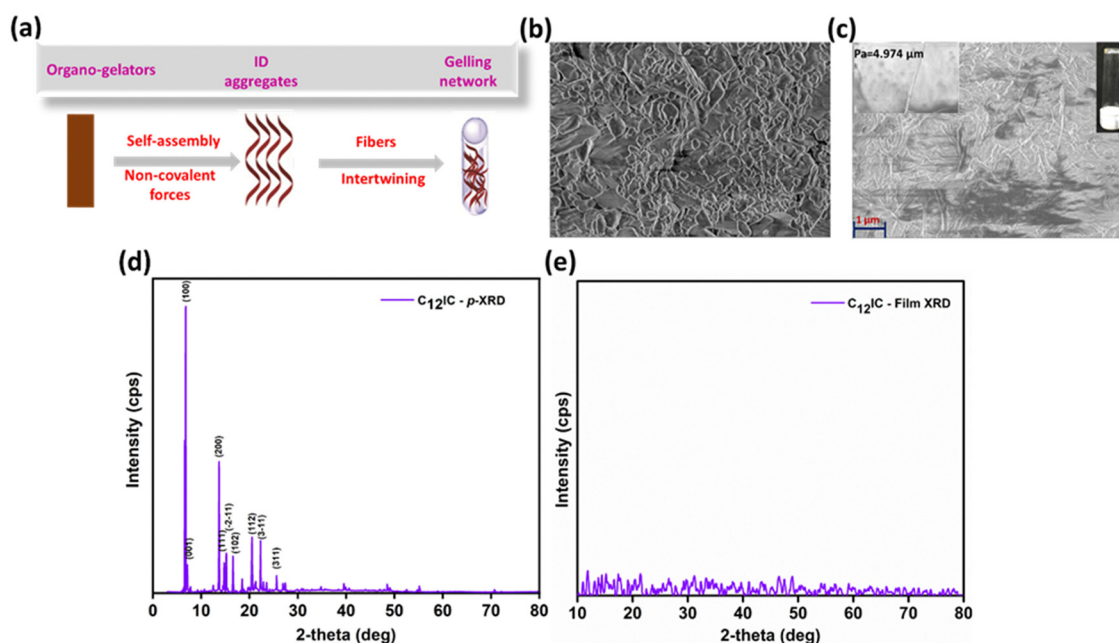 (a)
Organo-gelators
ID
aggregates
Gelling
network
Self-assembly
Non-covalent
forces
Fibers
Intertwining
(b)
(c)
Pa=4.974 μm
1 μm
(d)
C12IC - p-XRD
(100)
(001)
(200)
(111)
(-2-11)
(102)
(112)
(3-11)
(311)
Intensity (cps)
0 10 20 30 40 50 60 70 80
2-theta (deg)
(e)
C12IC - Film XRD
Intensity (cps)
10 20 30 40 50 60 70 80
2-theta (deg)